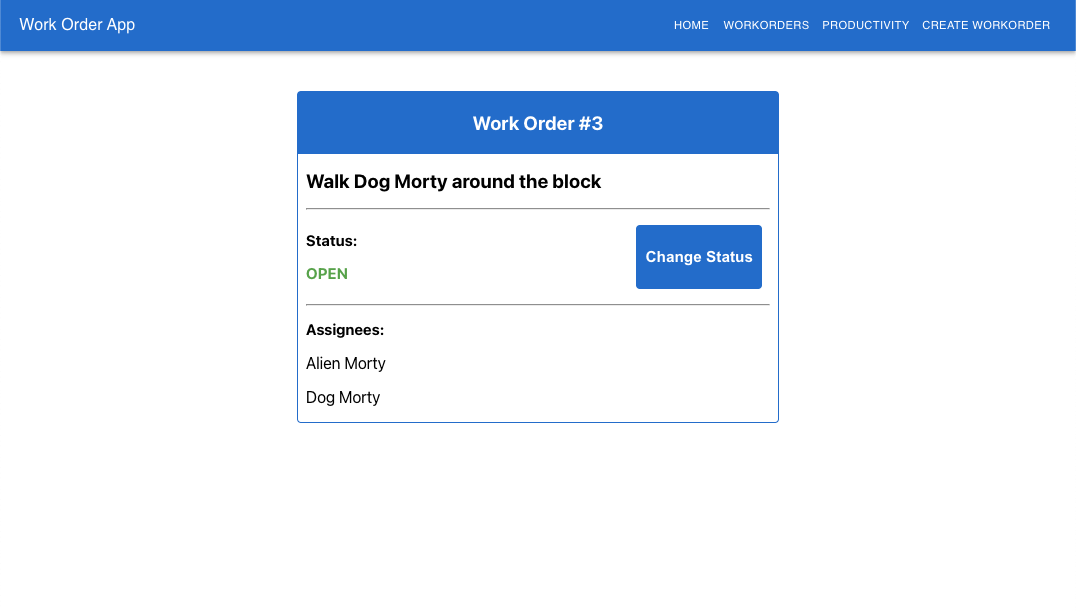 Work Order App
HOME WORKORDERS PRODUCTIVITY CREATE WORKORDER
Work Order #3
Walk Dog Morty around the block
Status:
OPEN
Change Status
Assignees:
Alien Morty
Dog Morty